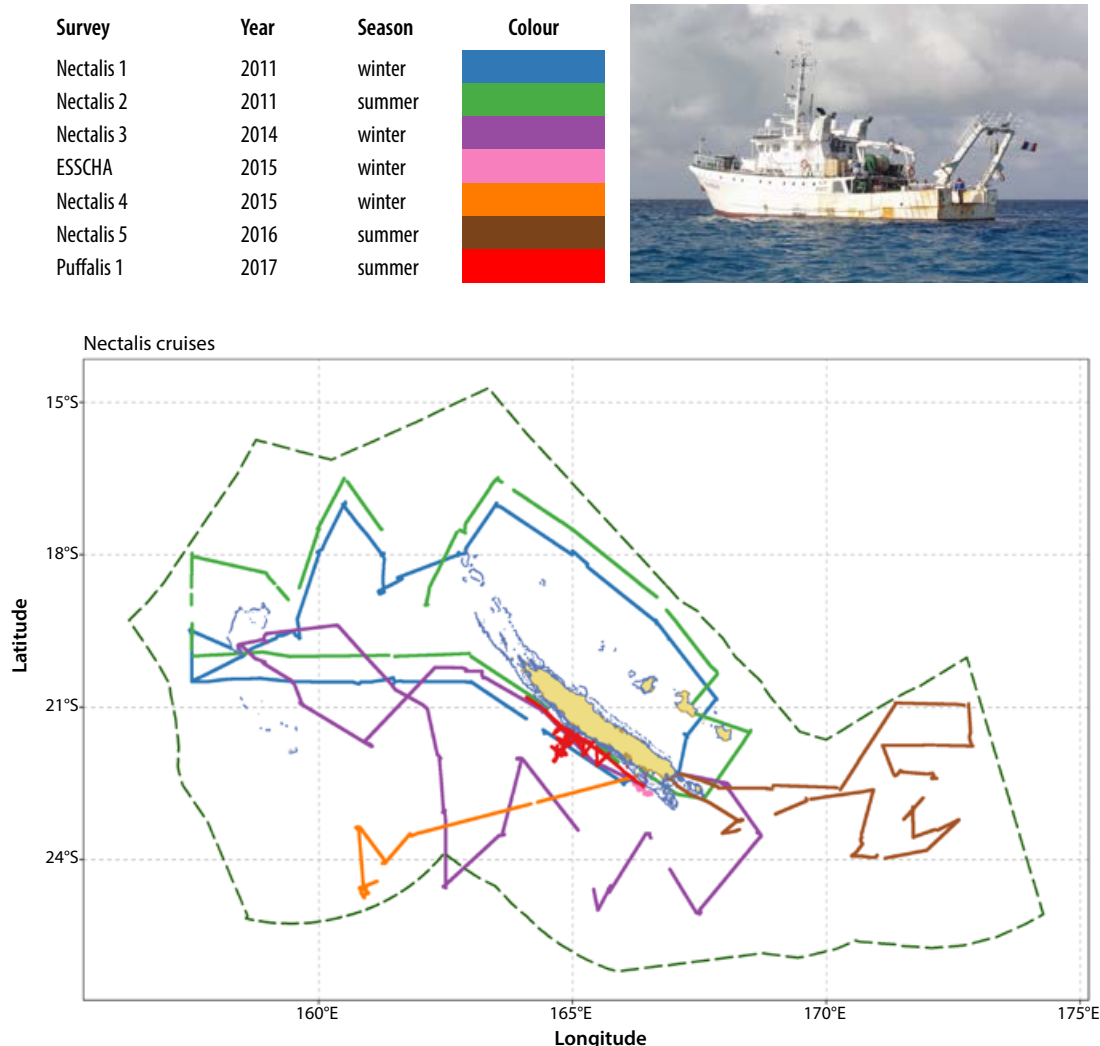 Survey Year Season Colour
Nectalis 1 2011 winter
Nectalis 2 2011 summer
Nectalis 3 2014 winter
ESSCHA 2015 winter
Nectalis 4 2015 winter
Nectalis 5 2016 summer
Puffalis 1 2017 summer
Nectalis cruises
15°S
18°S
21°S
24°S
Latitude
160°E 165°E 170°E 175°E
Longitude